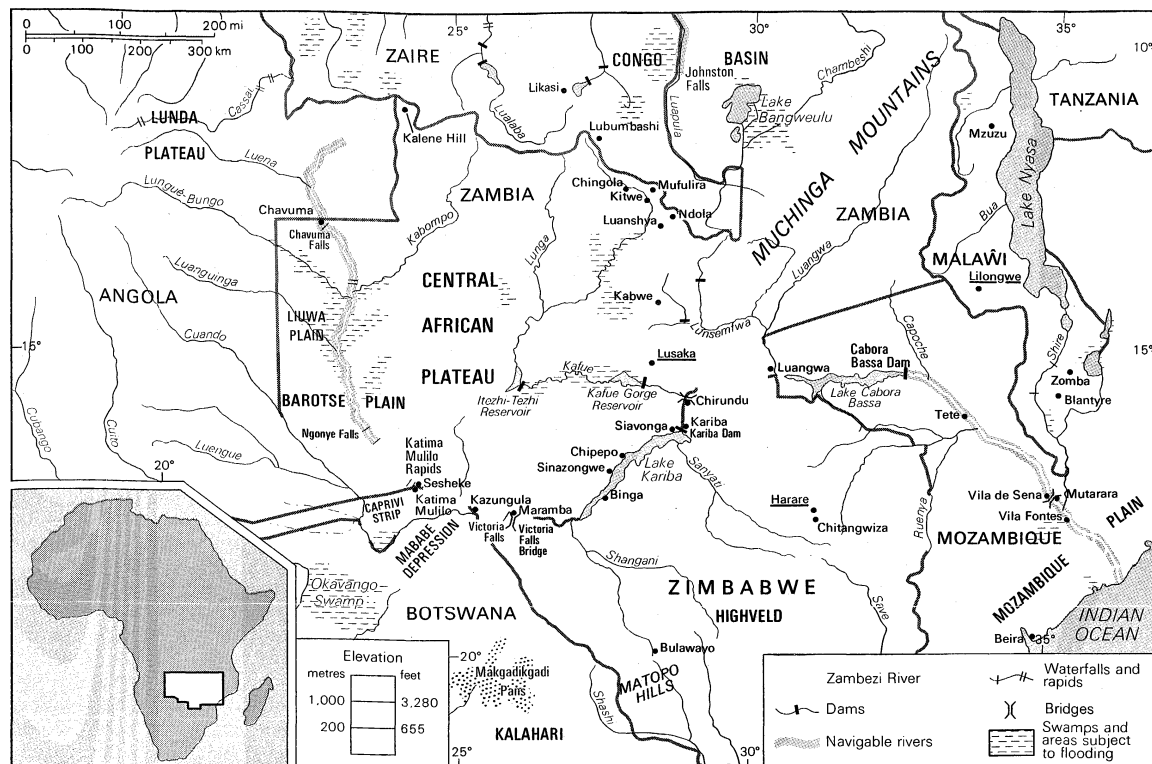 0 100 200 mi
0 100 200 300 km
25°
30°
35°
10°
ZAIRE
CONGO
BASIN
Johnston
Falls
Chambeshi
Likasi
Lualaba
Luapula
Lake
Bangweulu
MUCHINGA MOUNTAINS
TANZANIA
Cassai
LUNDA
PLATEAU
Kalene Hill
Lubumbashi
Mzuzu
Lake Nyasa
Luena
Lungué-Bungo
ZAMBIA
Chingola
Mufulira
Kitwe
Ndola
Luanshya
ZAMBIA
Bua
Chavuma
Chavuma
Falls
Kabompo
Lunga
Luangwa
MALAŴI
Lilongwe
Luanguinga
ANGOLA
CENTRAL
AFRICAN
PLATEAU
LIUWA
PLAIN
Kabwe
Lunsemfwa
Capoche
Cuando
15°
Lusaka
Luangwa
Cabora
Bassa Dam
Lake Cabora
Bassa
Shire
15°
Zomba
Blantyre
Kafue
Itezhi-Tezhi
Reservoir
Kafue Gorge
Reservoir
Chirundu
BAROTSE PLAIN
Ngonye Falls
Siavonga
Kariba
Kariba Dam
Tete
Cubango
Cuito
Luengue
20°
Katima
Mulilo
Rapids
Sesheke
Chipepo
Sinazongwe
Lake
Kariba
Binga
Sanyati
Harare
Chitangwiza
Ruenya
Vila de Sena
Mutarara
Vila Fontes
CAPRIVI
STRIP
Katima
Mulilo
Kazungula
Maramba
Victoria
Falls
Victoria
Falls
Bridge
MABABE
DEPRESSION
Shangani
MOZAMBIQUE
MOZAMBIQUE PLAIN
Okavango
Swamp
BOTSWANA
ZIMBABWE
HIGHVELD
Save
INDIAN
OCEAN
Beira
35°
Bulawayo
MATOPO
HILLS
Shashi
20°
Makgadikgadi
Pans
KALAHARI
25°
30°
Elevation
metres feet
1.000 3.280
200 655
Zambezi River
Dams
Navigable rivers
Waterfalls and
rapids
Bridges
Swamps and
areas subject
to flooding